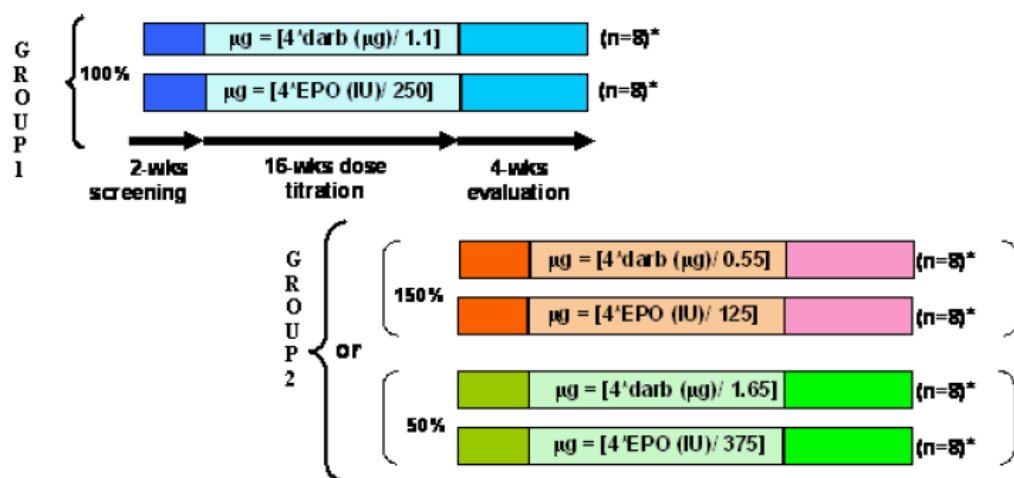 GROUP1
100%
µg = [4*darb (µg)/ 1.1]
(n=8)*
µg = [4*EPO (IU)/ 250]
(n=8)*
2-wks
screening
16-wks dose
titration
4-wks
evaluation
GROUP2
or
150%
µg = [4*darb (µg)/ 0.55]
(n=8)*
µg = [4*EPO (IU)/ 125]
(n=8)*
50%
µg = [4*darb (µg)/ 1.65]
(n=8)*
µg = [4*EPO (IU)/ 375]
(n=8)*